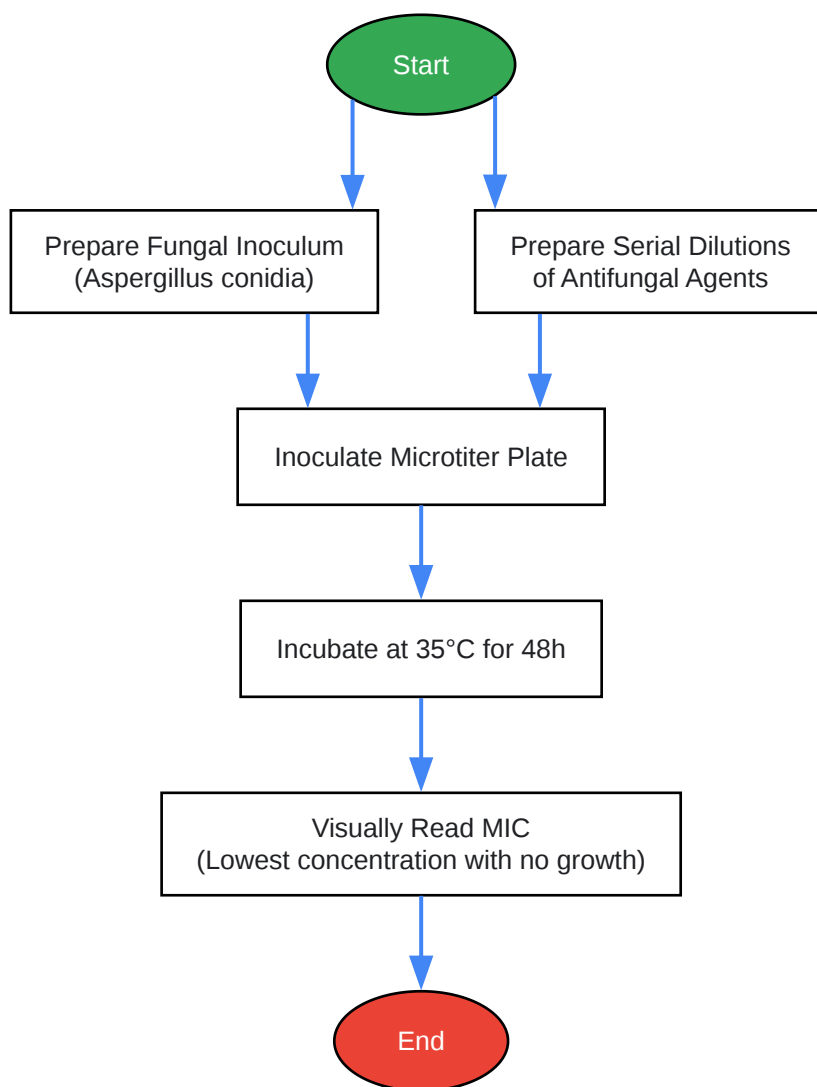 Start
Prepare Fungal Inoculum
(Aspergillus conidia)
Prepare Serial Dilutions
of Antifungal Agents
Inoculate Microtiter Plate
Incubate at 35°C for 48h
Visually Read MIC
(Lowest concentration with no growth)
End